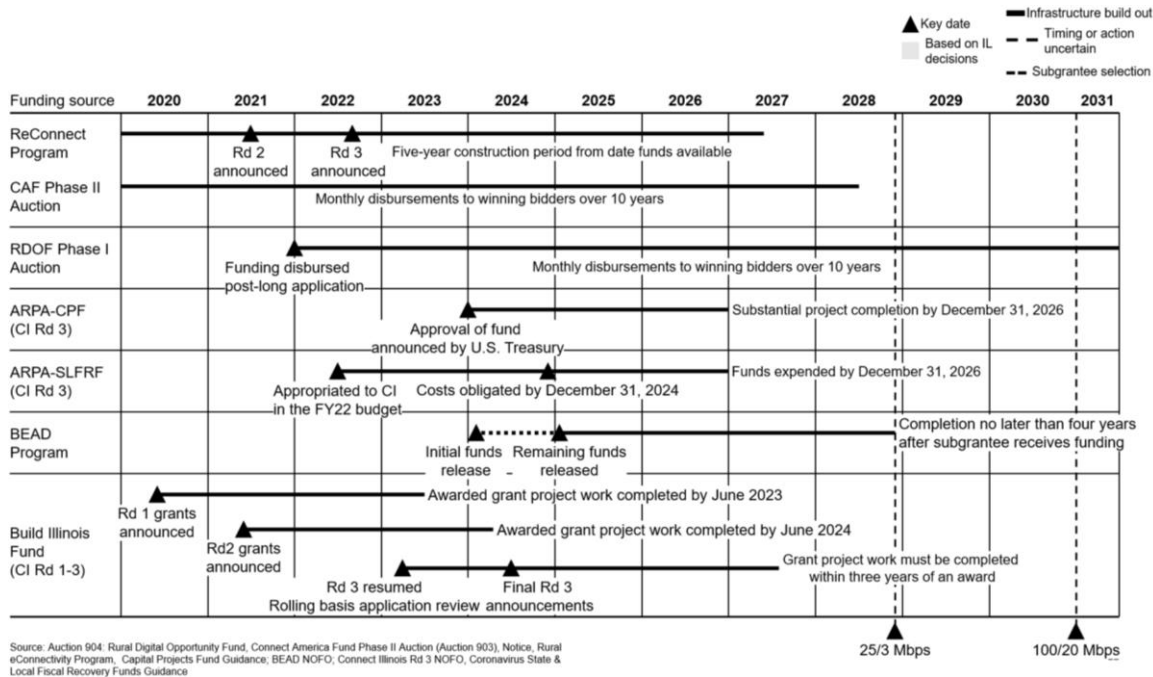 Key date
Infrastructure build out
Based on IL
decisions
Timing or action
uncertain
Subgrantee selection
Funding source 2020 2021 2022 2023 2024 2025 2026 2027 2028 2029 2030 2031
ReConnect
Program
Rd 2
announced
Rd 3
announced
Five-year construction period from date funds available
CAF Phase II
Auction
Monthly disbursements to winning bidders over 10 years
RDOF Phase I
Auction
Funding disbursed
post-long application
Monthly disbursements to winning bidders over 10 years
ARPA-CPF
(CI Rd 3)
Approval of fund
announced by U.S. Treasury
Substantial project completion by December 31, 2026
ARPA-SLFRF
(CI Rd 3)
Appropriated to CI
in the FY22 budget
Costs obligated by December 31, 2024
Funds expended by December 31, 2026
BEAD
Program
Initial funds
release
Remaining funds
released
Completion no later than four years
after subgrantee receives funding
Build Illinois
Fund
(CI Rd 1-3)
Rd 1 grants
announced
Awarded grant project work completed by June 2023
Rd2 grants
announced
Awarded grant project work completed by June 2024
Rd 3 resumed
Final Rd 3
Rolling basis application review announcements
Grant project work must be completed
within three years of an award
25/3 Mbps
100/20 Mbps
Source: Auction 904: Rural Digital Opportunity Fund, Connect America Fund Phase II Auction (Auction 903), Notice, Rural
eConnectivity Program, Capital Projects Fund Guidance; BEAD NOFO; Connect Illinois Rd 3 NOFO, Coronavirus State &
Local Fiscal Recovery Funds Guidance